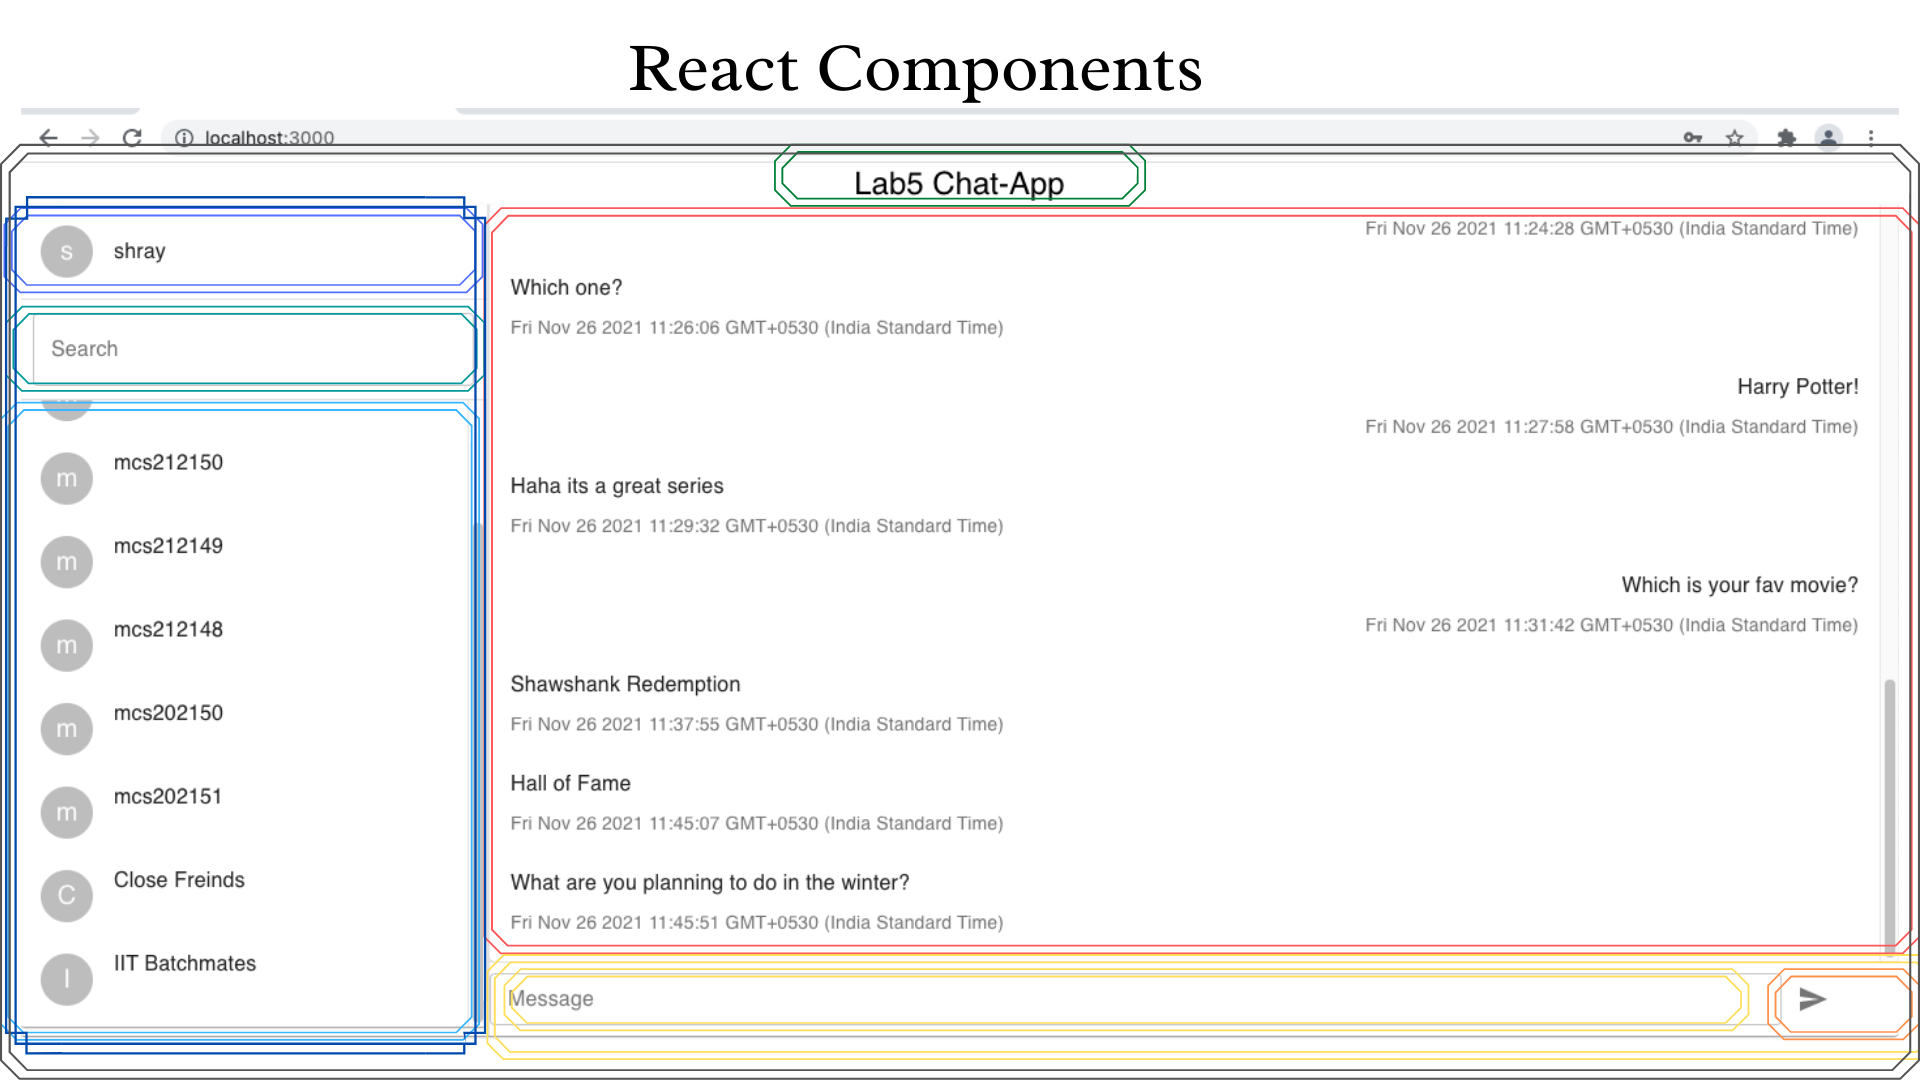 React Components
localhost:3000
Lab5 Chat-App
s
shray
Search
m
mcs212150
m
mcs212149
m
mcs212148
m
mcs202150
m
mcs202151
C
Close Freinds
I
IIT Batchmates
Fri Nov 26 2021 11:24:28 GMT+0530 (India Standard Time)
Which one?
Fri Nov 26 2021 11:26:06 GMT+0530 (India Standard Time)
Harry Potter!
Fri Nov 26 2021 11:27:58 GMT+0530 (India Standard Time)
Haha its a great series
Fri Nov 26 2021 11:29:32 GMT+0530 (India Standard Time)
Which is your fav movie?
Fri Nov 26 2021 11:31:42 GMT+0530 (India Standard Time)
Shawshank Redemption
Fri Nov 26 2021 11:37:55 GMT+0530 (India Standard Time)
Hall of Fame
Fri Nov 26 2021 11:45:07 GMT+0530 (India Standard Time)
What are you planning to do in the winter?
Fri Nov 26 2021 11:45:51 GMT+0530 (India Standard Time)
Message